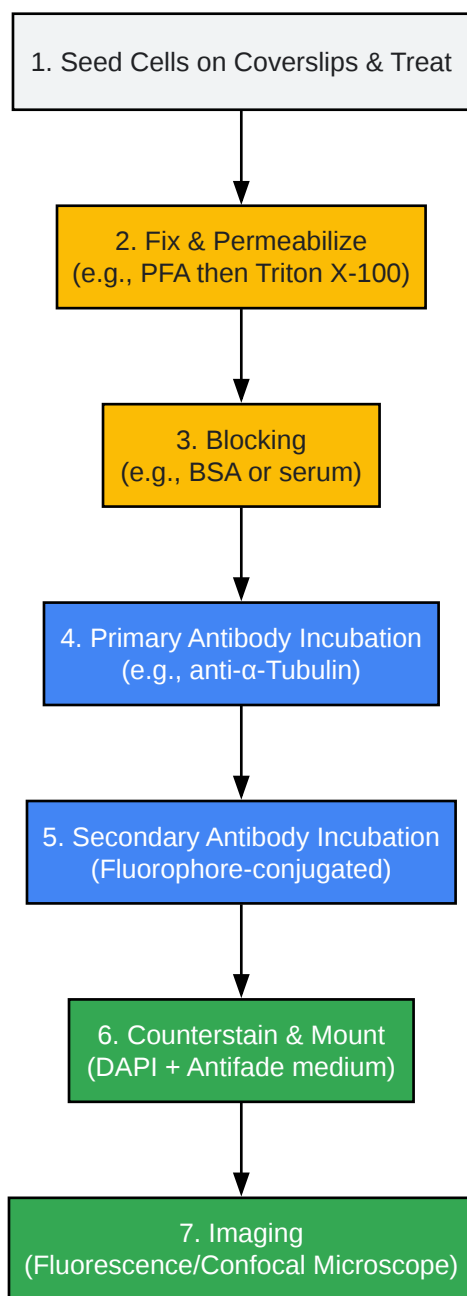 1. Seed Cells on Coverslips & Treat
2. Fix & Permeabilize
(e.g., PFA then Triton X-100)
3. Blocking
(e.g., BSA or serum)
4. Primary Antibody Incubation
(e.g., anti-α-Tubulin)
5. Secondary Antibody Incubation
(Fluorophore-conjugated)
6. Counterstain & Mount
(DAPI + Antifade medium)
7. Imaging
(Fluorescence/Confocal Microscope)